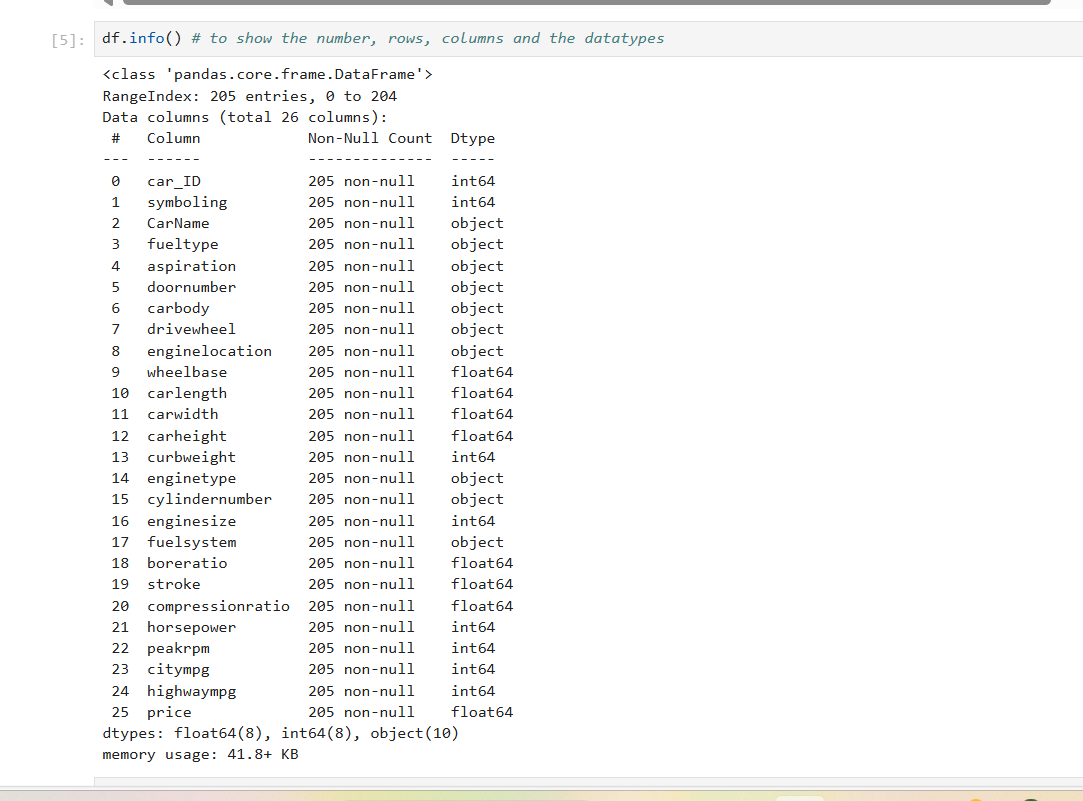 [5]: df.info() # to show the number, rows, columns and the datatypes
<class 'pandas.core.frame.DataFrame'>
RangeIndex: 205 entries, 0 to 204
Data columns (total 26 columns):
 #   Column            Non-Null Count  Dtype
---  ------            --------------  -----
 0   car_ID            205 non-null    int64
 1   symboling         205 non-null    int64
 2   CarName           205 non-null    object
 3   fueltype          205 non-null    object
 4   aspiration        205 non-null    object
 5   doornumber        205 non-null    object
 6   carbody           205 non-null    object
 7   drivewheel        205 non-null    object
 8   enginelocation    205 non-null    object
 9   wheelbase         205 non-null    float64
 10  carlength         205 non-null    float64
 11  carwidth          205 non-null    float64
 12  carheight         205 non-null    float64
 13  curbweight        205 non-null    int64
 14  enginetype        205 non-null    object
 15  cylindernumber    205 non-null    object
 16  enginesize        205 non-null    int64
 17  fuelsystem        205 non-null    object
 18  boreratio         205 non-null    float64
 19  stroke            205 non-null    float64
 20  compressionratio  205 non-null    float64
 21  horsepower        205 non-null    int64
 22  peakrpm           205 non-null    int64
 23  citympg           205 non-null    int64
 24  highwaympg        205 non-null    int64
 25  price             205 non-null    float64
dtypes: float64(8), int64(8), object(10)
memory usage: 41.8+ KB